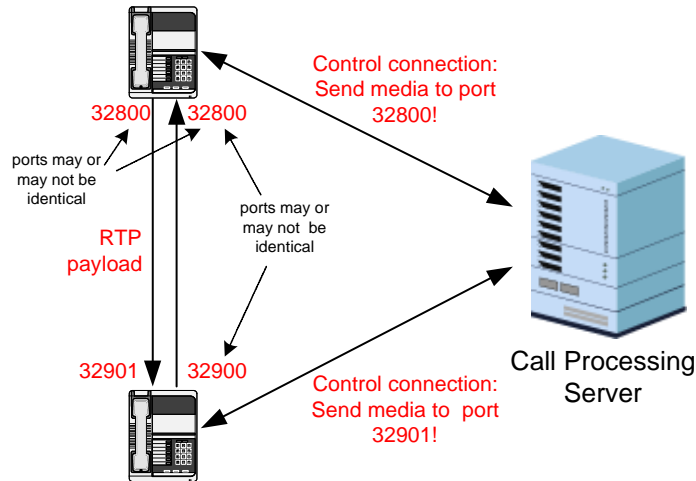 Control connection:
Send media to port
32800!
32800
32800
ports may or
may not be
identical
ports may or
may not  be
identical
RTP
payload
32901
32900
Call Processing
Server
Control connection:
Send media to  port
32901!